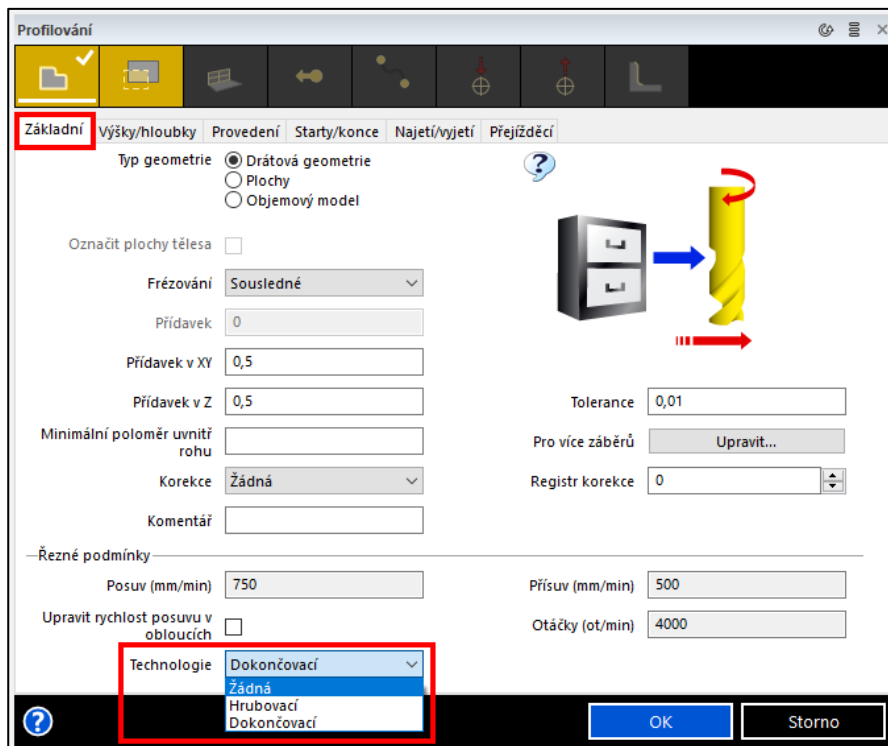 Profilování
Základní Výšky/hloubky Provedení Starty/konce Najetí/vyjetí Přejížděcí
Typ geometrie Drátová geometrie
Plochy
Objemový model
Označit plochy tělesa
Frézování Sousledné
Přídavek 0
Přídavek v XY 0,5
Přídavek v Z 0,5 Tolerance 0,01
Minimální poloměr uvnitř
rohu
Pro více záběrů Upravit...
Korekce Žádná Registr korekce 0
Komentář
Řezné podmínky
Posuv (mm/min) 750 Přísuv (mm/min) 500
Upravit rychlost posuvu v
obloucích
Otáčky (ot/min) 4000
Technologie Dokončovací
Žádná
Hrubovací
Dokončovací
OK Storno